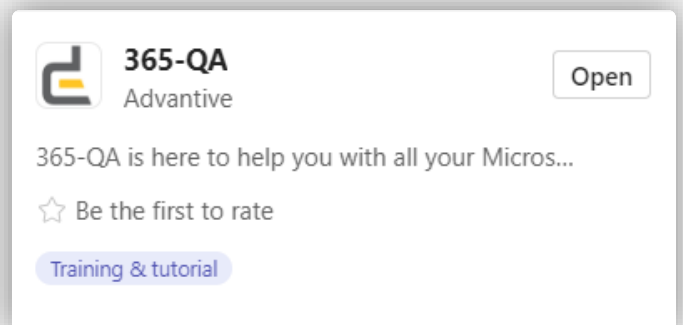 365-QA
Advantive
Open
365-QA is here to help you with all your Micros...
Be the first to rate
Training & tutorial